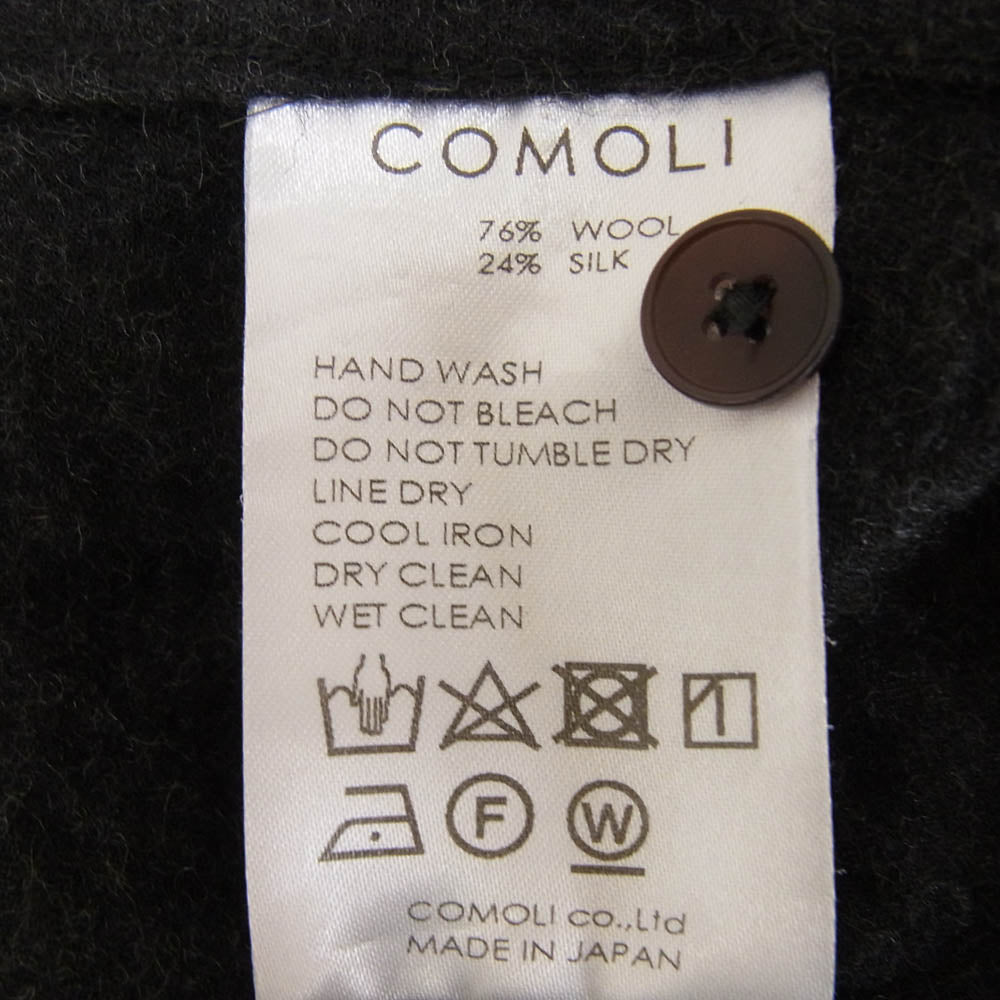 COMOLI
76% WOOL
24% SILK
HAND WASH
DO NOT BLEACH
DO NOT TUMBLE DRY
LINE DRY
COOL IRON
DRY CLEAN
WET CLEAN
F W
COMOLI co.,Ltd
MADE IN JAPAN